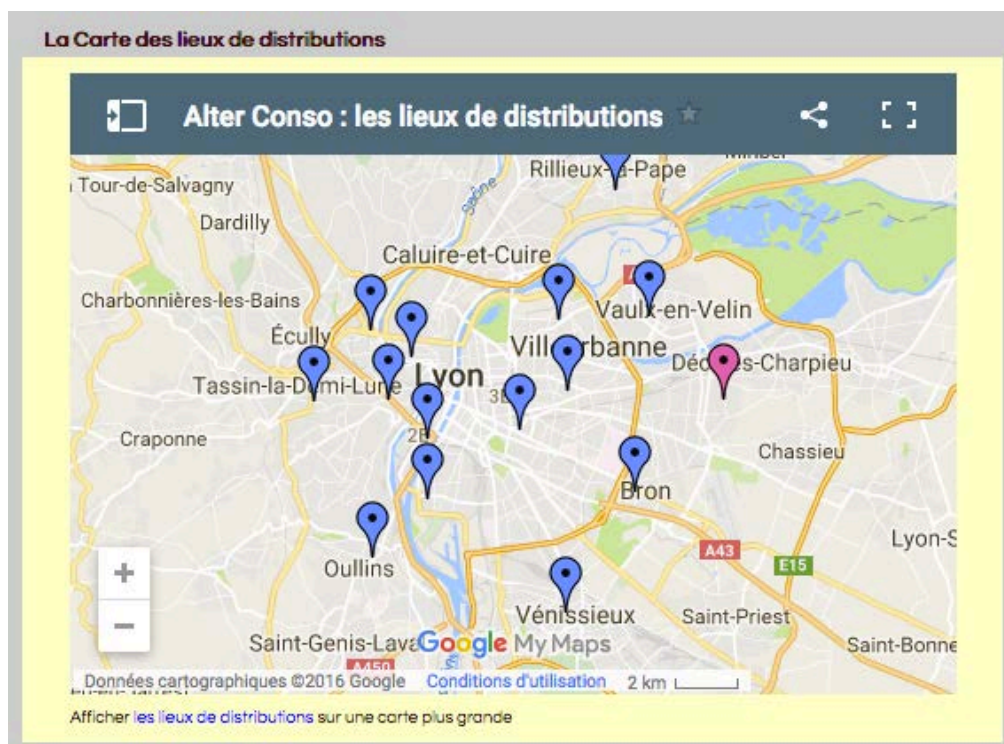 La Carte des lieux de distributions
Alter Conso : les lieux de distributions
Rillieux-la-Pape
Tour-de-Salvagny
Saône
Dardilly
Caluire-et-Cuire
Charbonnières-les-Bains
Vaulx-en-Velin
Écully
Villeurbanne
Décines-Charpieu
Tassin-la-Demi-Lune
Lyon
Craponne
2E
Chassieu
Bron
Lyon-S
A43
E15
Oullins
Vénissieux
Saint-Priest
Saint-Genis-Lava
Google My Maps
Saint-Bonne
A450
Données cartographiques ©2016 Google Conditions d'utilisation 2 km
Afficher les lieux de distributions sur une carte plus grande